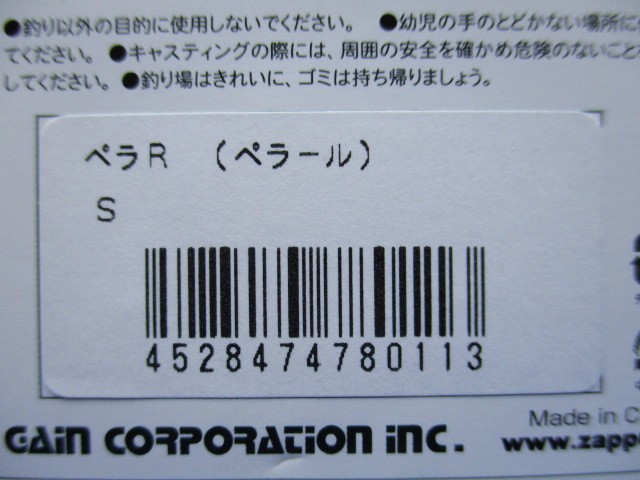 ●釣り以外の目的に使用しないでください。 ●幼児の手のとどかない場所に
てください。●キャスティングの際には、周囲の安全を確かめ危険のないこと
してください。●釣り場はきれいに、ゴミは持ち帰りましょう。
ペラR (ペラール)
S
4528474780113
Made in C
GAIN CORPORATION INC.
www.zapp